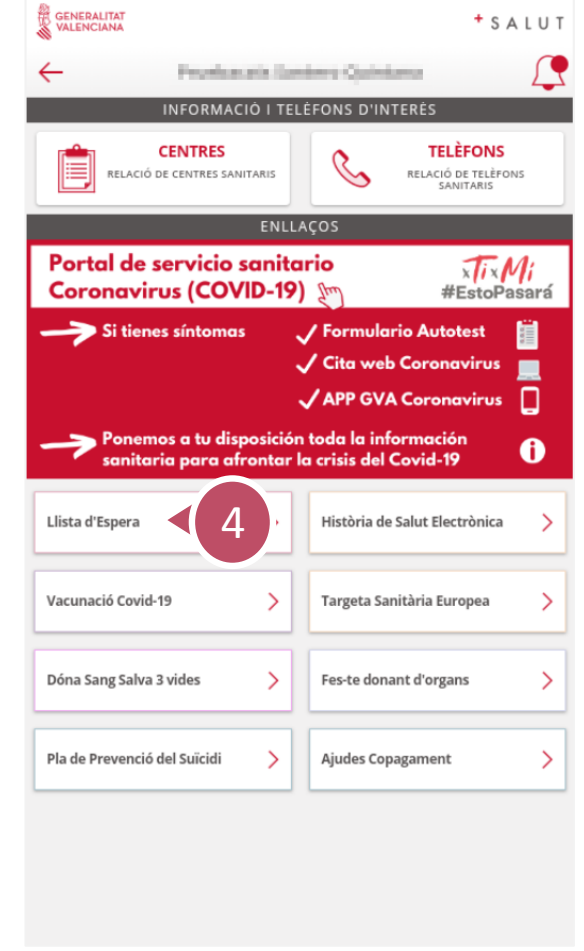 GENERALITAT
VALENCIANA
+ SALUT
INFORMACIÓ I TELÈFONS D'INTERÉS
CENTRES
RELACIÓ DE CENTRES SANITARIS
TELÈFONS
RELACIÓ DE TELÈFONS
SANITARIS
ENLLAÇOS
Portal de servicio sanitario
Coronavirus (COVID-19)
xTixMi
#EstoPasará
Si tienes síntomas
Formulario Autotest
Cita web Coronavirus
APP GVA Coronavirus
Ponemos a tu disposición toda la información
sanitaria para afrontar la crisis del Covid-19
Llista d'Espera
4
Història de Salut Electrònica
Vacunació Covid-19
Targeta Sanitària Europea
Dóna Sang Salva 3 vides
Fes-te donant d'organs
Pla de Prevenció del Suïcidi
Ajudes Copagament